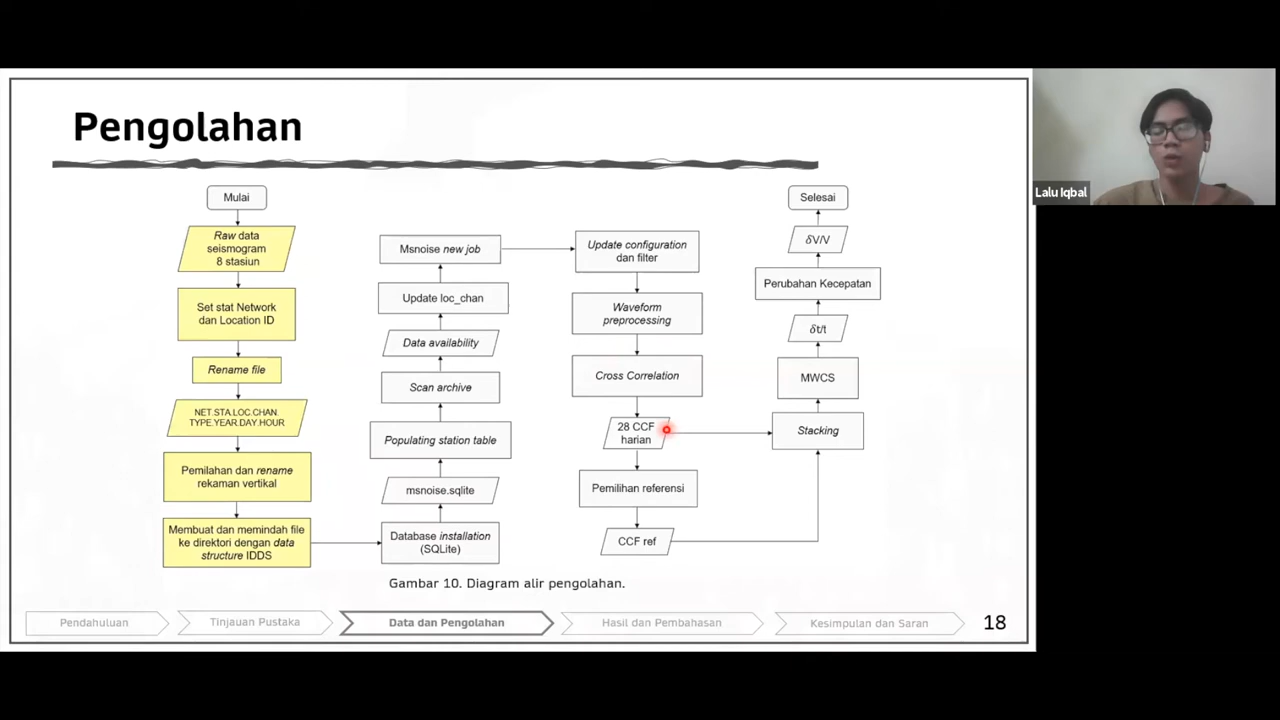 Pengolahan
Mulai
Raw data
seismogram
8 stasiun
Set stat Network
dan Location ID
Rename file
NET.STA.LOC.CHAN.
TYPE.YEAR.DAY.HOUR
Pemilahan dan rename
rekaman vertikal
Membuat dan memindah file
ke direktori dengan data
structure IDDS
Msnoise new job
Update loc_chan
Data availability
Scan archive
Populating station table
msnoise.sqlite
Database installation
(SQLite)
Update configuration
dan filter
Waveform
preprocessing
Cross Correlation
28 CCF
harian
Pemilihan referensi
CCF ref
Selesai
δV/V
Perubahan Kecepatan
δt/t
MWCS
Stacking
Gambar 10. Diagram alir pengolahan.
Pendahuluan
Tinjauan Pustaka
Data dan Pengolahan
Hasil dan Pembahasan
Kesimpulan dan Saran
18
Lalu Iqbal